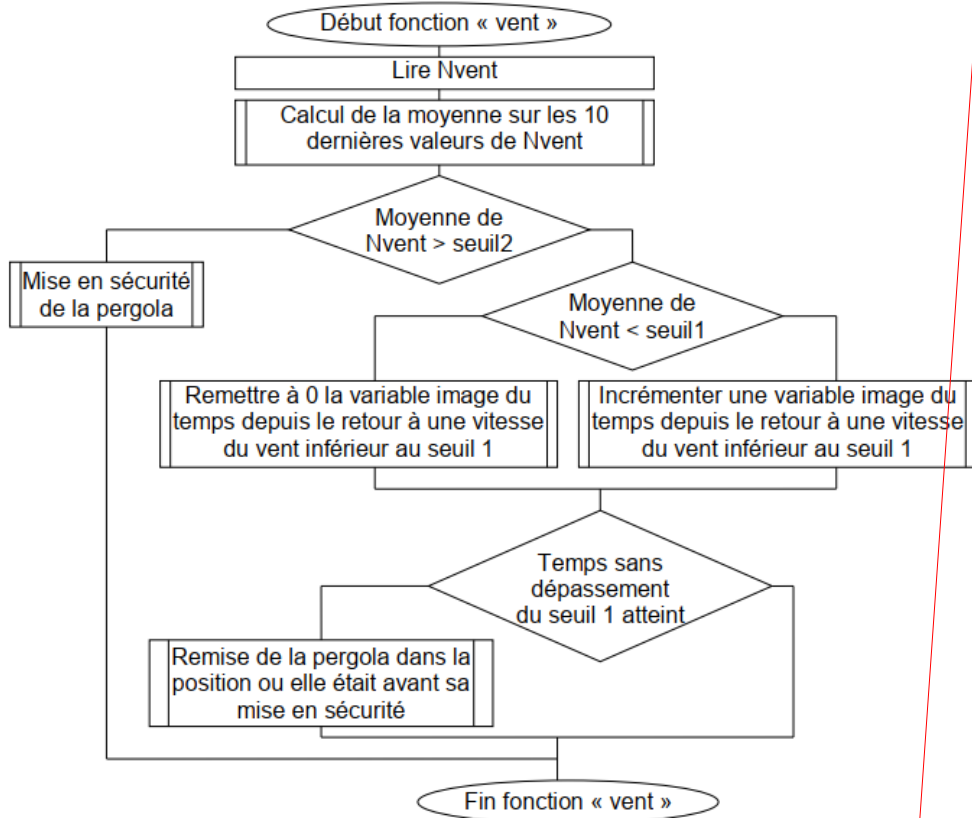 Début fonction « vent »
Lire Nvent
Calcul de la moyenne sur les 10
dernières valeurs de Nvent
Moyenne de
Nvent > seuil2
Mise en sécurité
de la pergola
Moyenne de
Nvent < seuil1
Remettre à 0 la variable image du
temps depuis le retour à une vitesse
du vent inférieur au seuil 1
Incrémenter une variable image du
temps depuis le retour à une vitesse
du vent inférieur au seuil 1
Temps sans
dépassement
du seuil 1 atteint
Remise de la pergola dans la
position ou elle était avant sa
mise en sécurité
Fin fonction « vent »